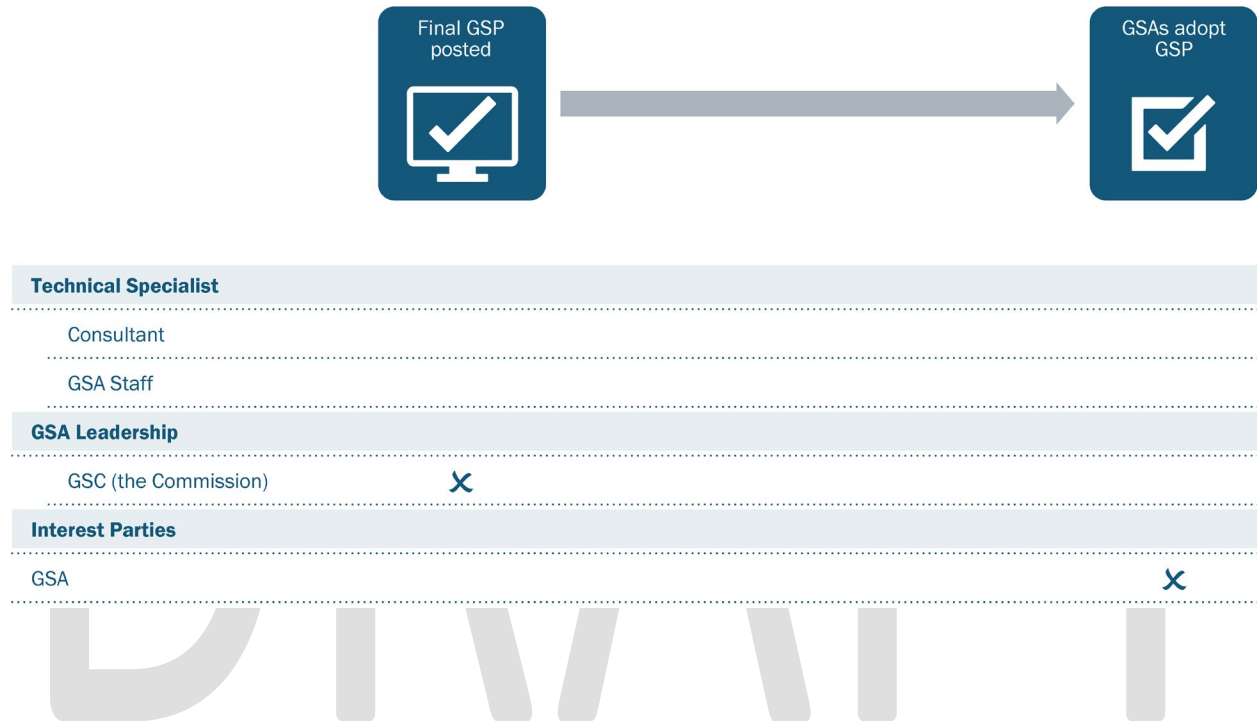 Final GSP
posted
GSAs adopt
GSP
Technical Specialist
Consultant
GSA Staff
GSA Leadership
GSC (the Commission) X
Interest Parties
GSA X
DRAFT